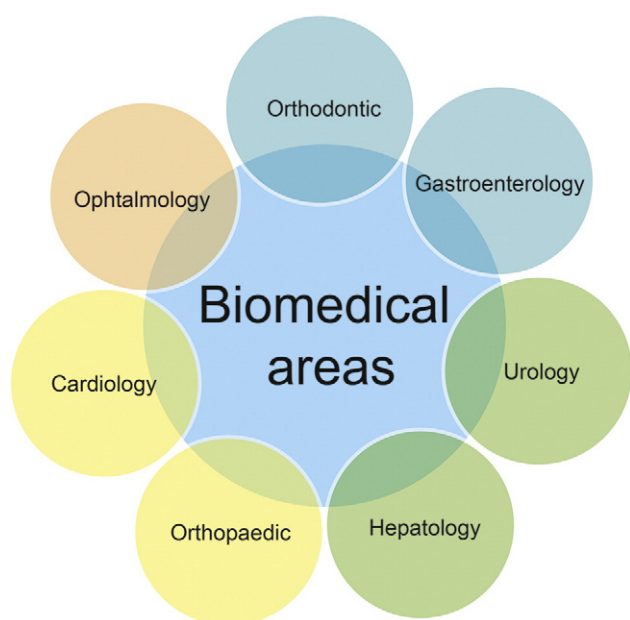 Orthodontic
Gastroenterology
Ophtalmology
Biomedical
areas
Urology
Cardiology
Hepatology
Orthopaedic